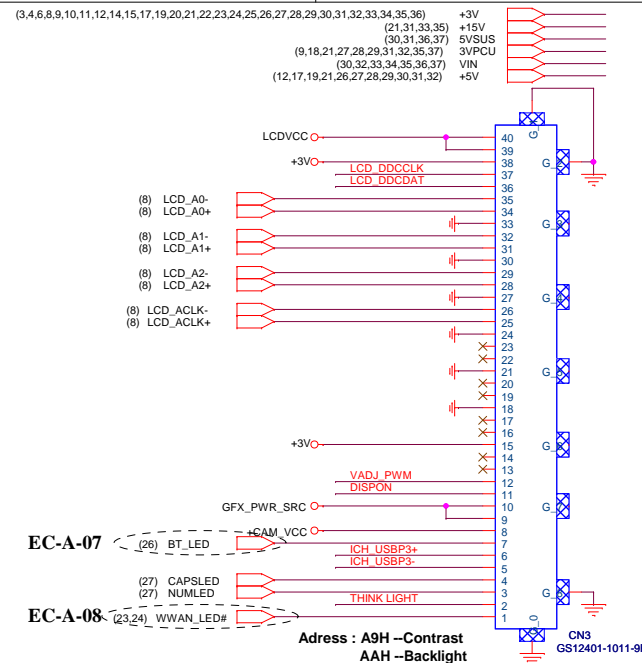 (3,4,6,8,9,10,11,12,14,15,17,19,20,21,22,23,24,25,26,27,28,29,30,31,32,33,34,35,36) +3V
(21,31,33,35) +15V
(30,31,36,37) 5VSUS
(9,18,21,27,28,29,31,32,35,37) 3VPCU
(30,32,33,34,35,36,37) VIN
(12,17,19,21,26,27,28,29,30,31,32) +5V
LCDVCC 40
39
+3V 38
LCD_DDCCLK 37
LCD_DDCDAT 36
(8) LCD_A0- 35
(8) LCD_A0+ 34
33
(8) LCD_A1- 32
(8) LCD_A1+ 31
30
(8) LCD_A2- 29
(8) LCD_A2+ 28
27
(8) LCD_ACLK- 26
(8) LCD_ACLK+ 25
24
23
22
21
20
19
18
17
16
+3V 15
14
13
VADJ_PWM 12
DISPON 11
GFX_PWR_SRC 10
9
+CAM_VCC 8
EC-A-07 (26) BT_LED 7
ICH_USBP3+ 6
ICH_USBP3- 5
(27) CAPSLED 4
(27) NUMLED 3
THINK LIGHT 2
EC-A-08 (23,24) WWAN_LED# 1
G_0
CN3
GS12401-1011-9
Adress : A9H --Contrast
AAH --Backlight